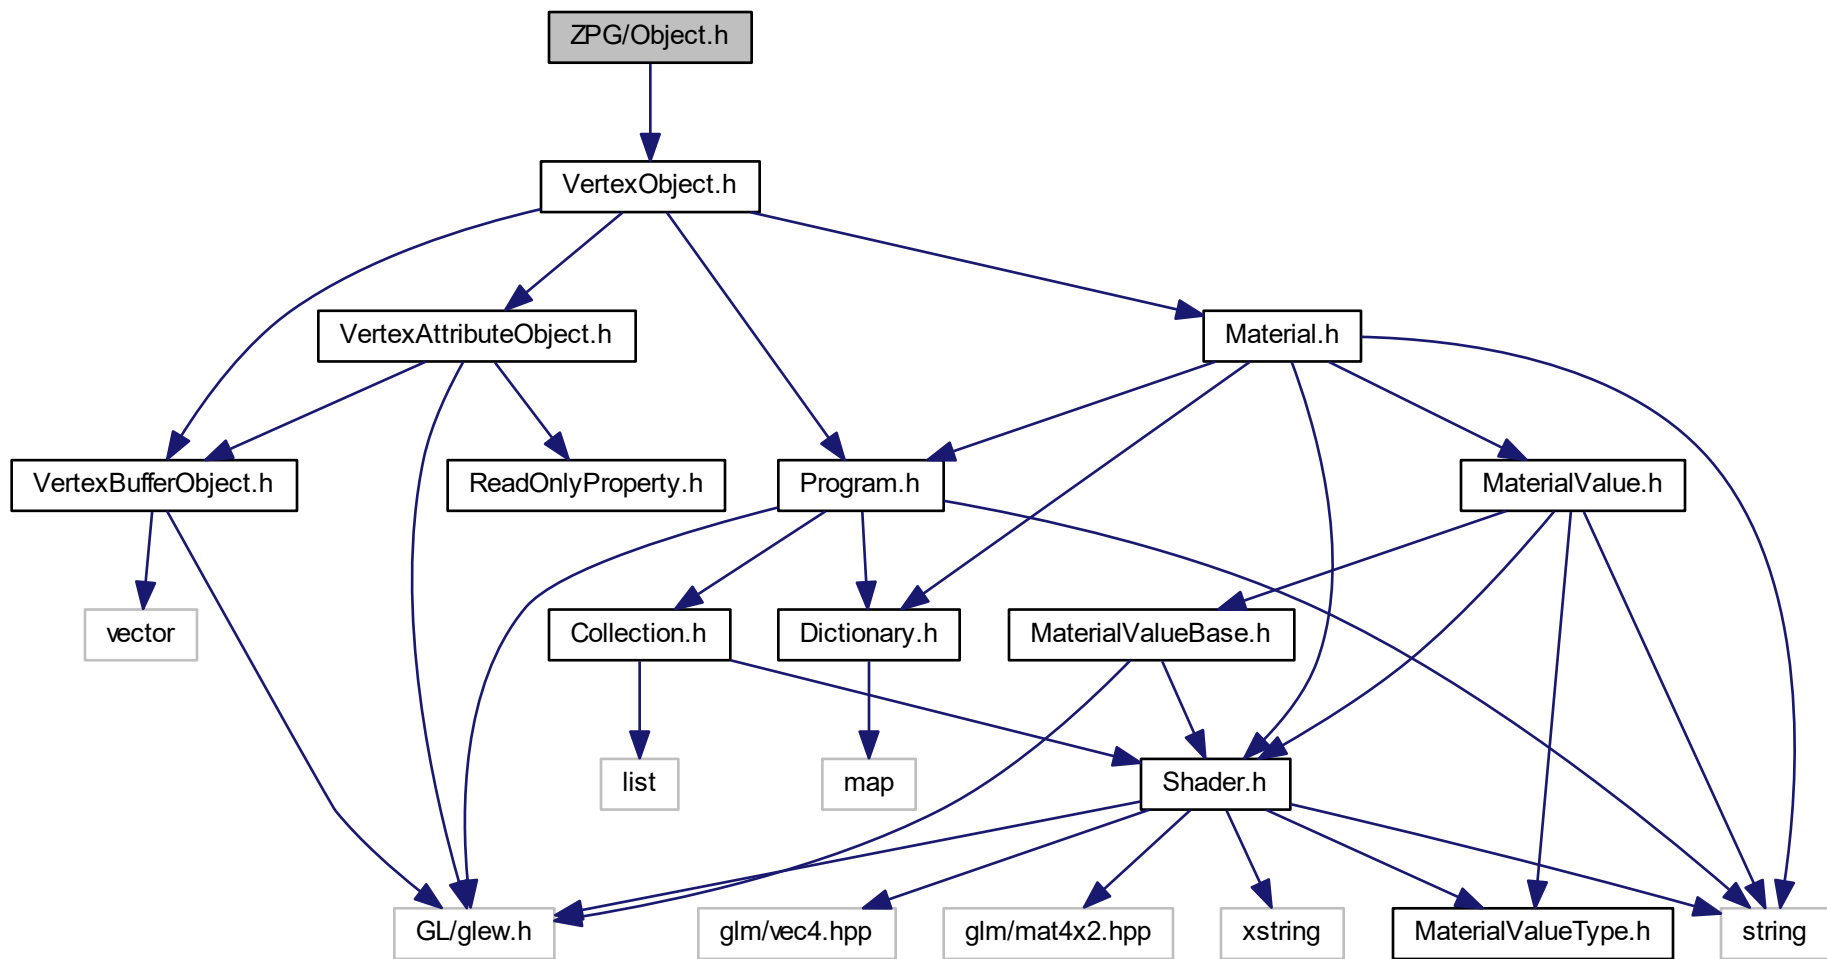 ZPG/Object.h
VertexObject.h
VertexAttributeObject.h
Material.h
VertexBufferObject.h
ReadOnlyProperty.h
Program.h
MaterialValue.h
vector
Collection.h
Dictionary.h
MaterialValueBase.h
list
map
Shader.h
GL/glew.h
glm/vec4.hpp
glm/mat4x2.hpp
xstring
MaterialValueType.h
string